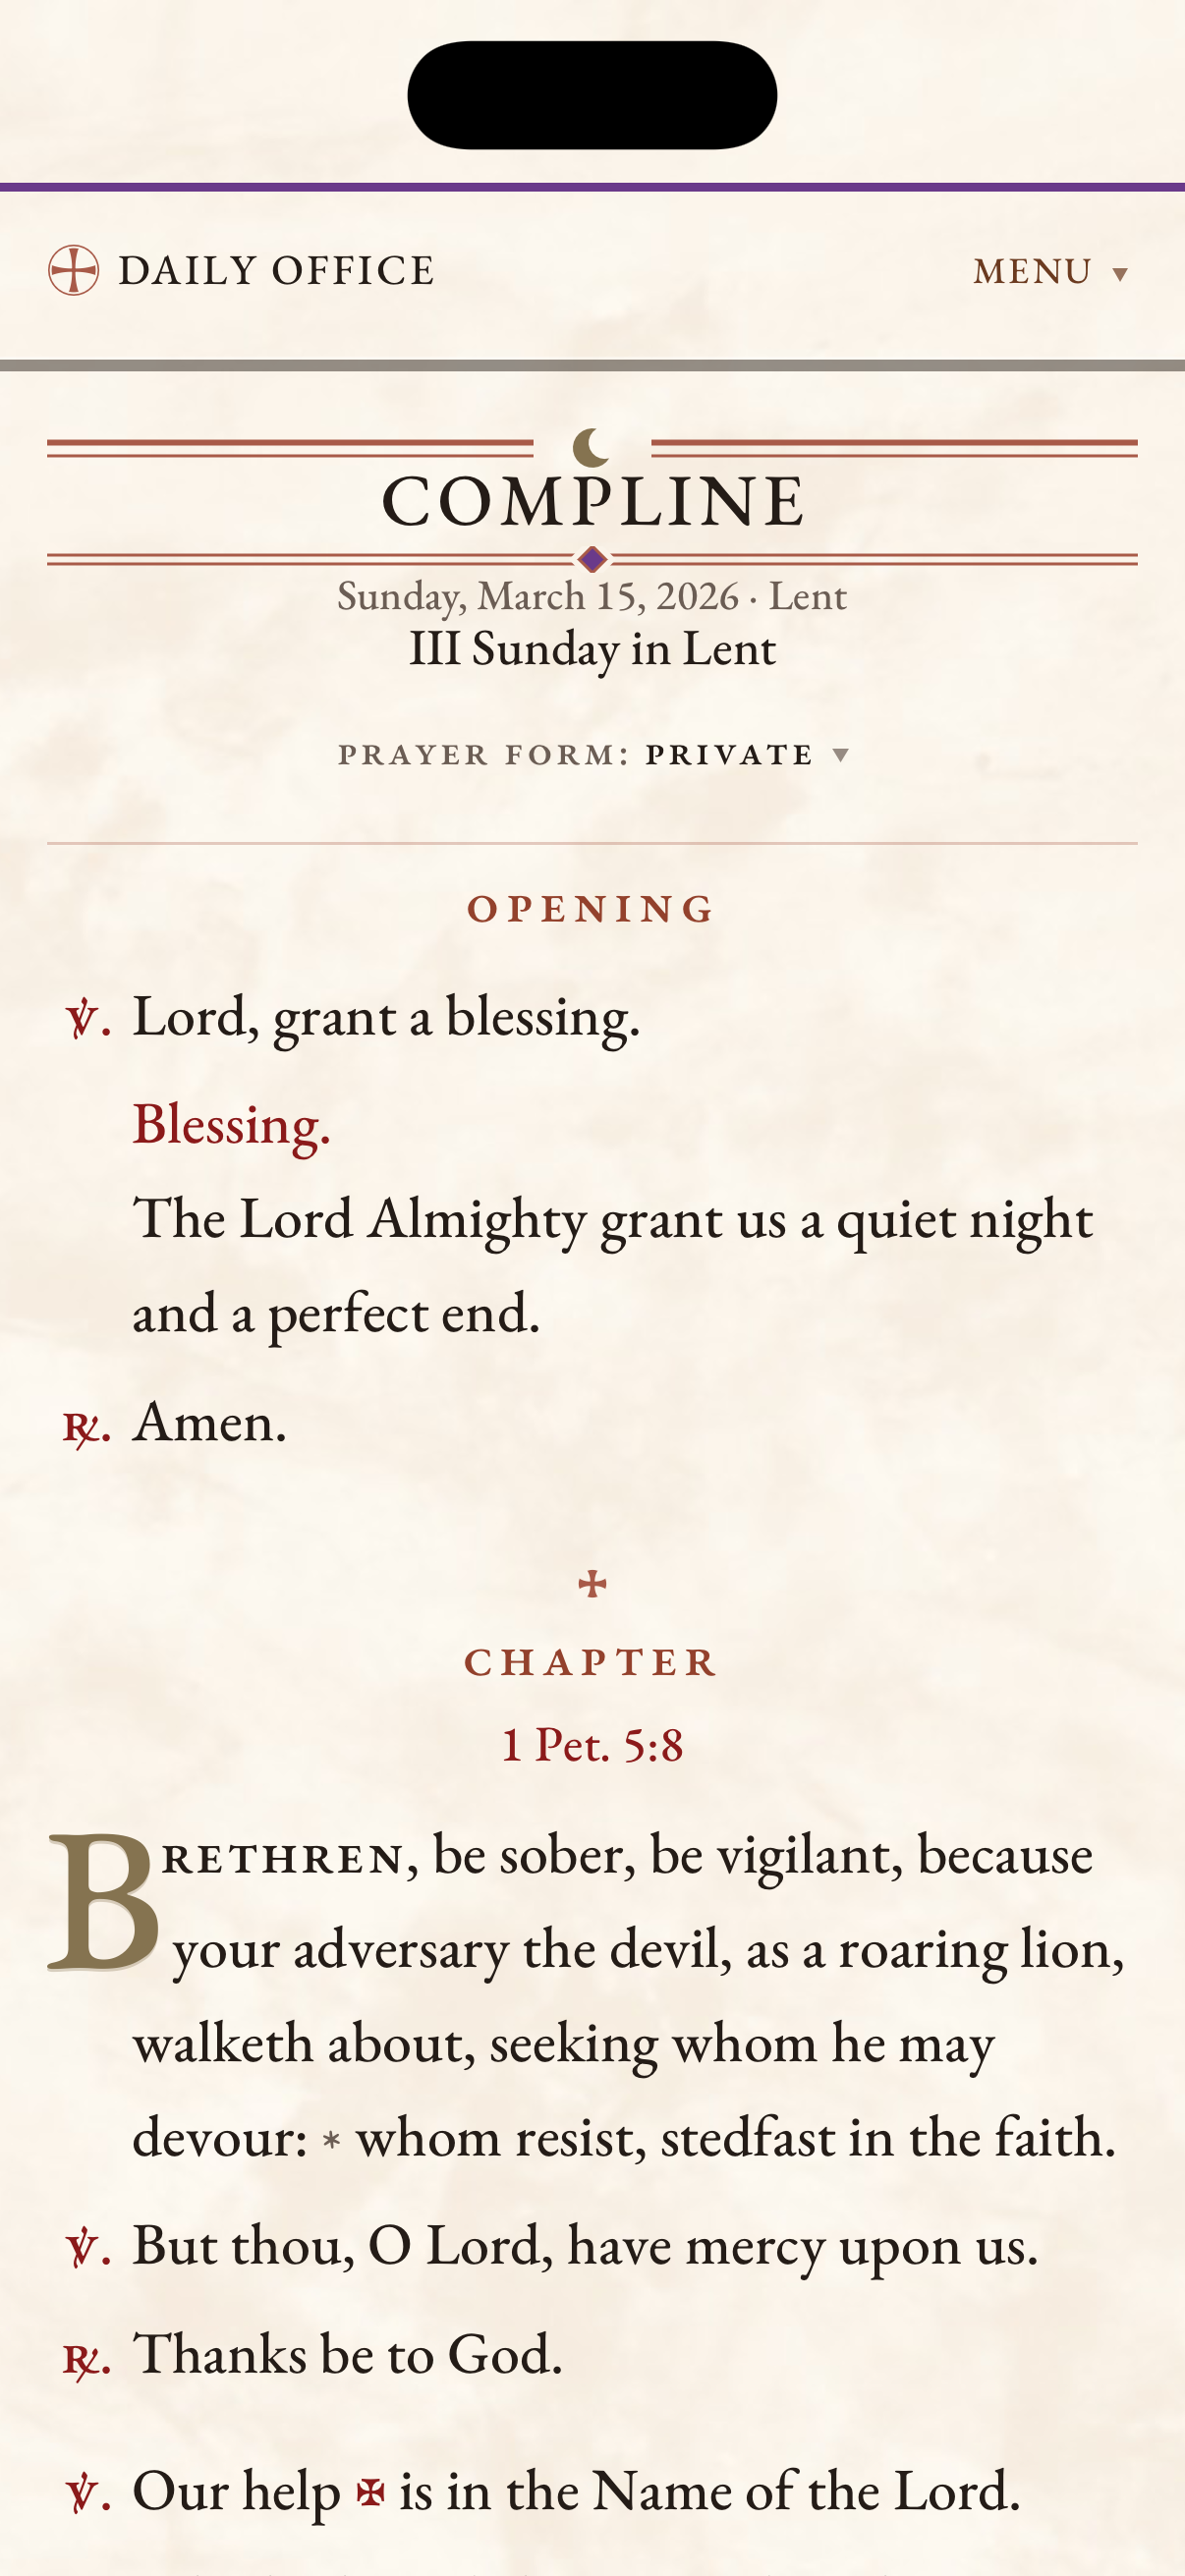 DAILY OFFICE
MENU ▼
COMPLINE
Sunday, March 15, 2026 · Lent
III Sunday in Lent
PRAYER FORM: PRIVATE ▼
OPENING
℣. Lord, grant a blessing.
Blessing.
The Lord Almighty grant us a quiet night
and a perfect end.
℟. Amen.
CHAPTER
1 Pet. 5:8
BRETHREN, be sober, be vigilant, because
your adversary the devil, as a roaring lion,
walketh about, seeking whom he may
devour: * whom resist, stedfast in the faith.
℣. But thou, O Lord, have mercy upon us.
℟. Thanks be to God.
℣. Our help ✠ is in the Name of the Lord.